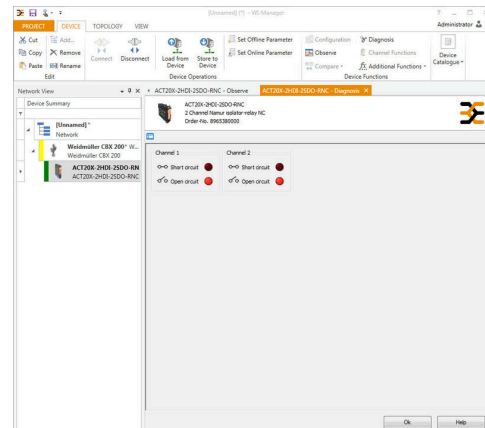 [Unnamed] (*) - WI-Manager
PROJECT DEVICE TOPOLOGY VIEW Administrator
Cut Add...
Copy Remove
Paste Rename
Edit
Connect Disconnect
Load from Device Store to Device
Set Offline Parameter
Set Online Parameter
Device Operations
Configuration Diagnosis
Observe Channel Functions
Compare Additional Functions
Device Functions
Device Catalogue
Network View
ACT20X-2HDI-2SDO-RNC - Observe ACT20X-2HDI-2SDO-RNC - Diagnosis
Device Summary
[Unnamed]*
Network
Weidmüller CBX 200* W...
Weidmüller CBX 200
ACT20X-2HDI-2SDO-RN
ACT20X-2HDI-2SDO-RNC
ACT20X-2HDI-2SDO-RNC
2 Channel Namur isolator-relay NC
Order-No. 8965380000
Channel 1 Channel 2
Short circuit Short circuit
Open circuit Open circuit
Ok Help